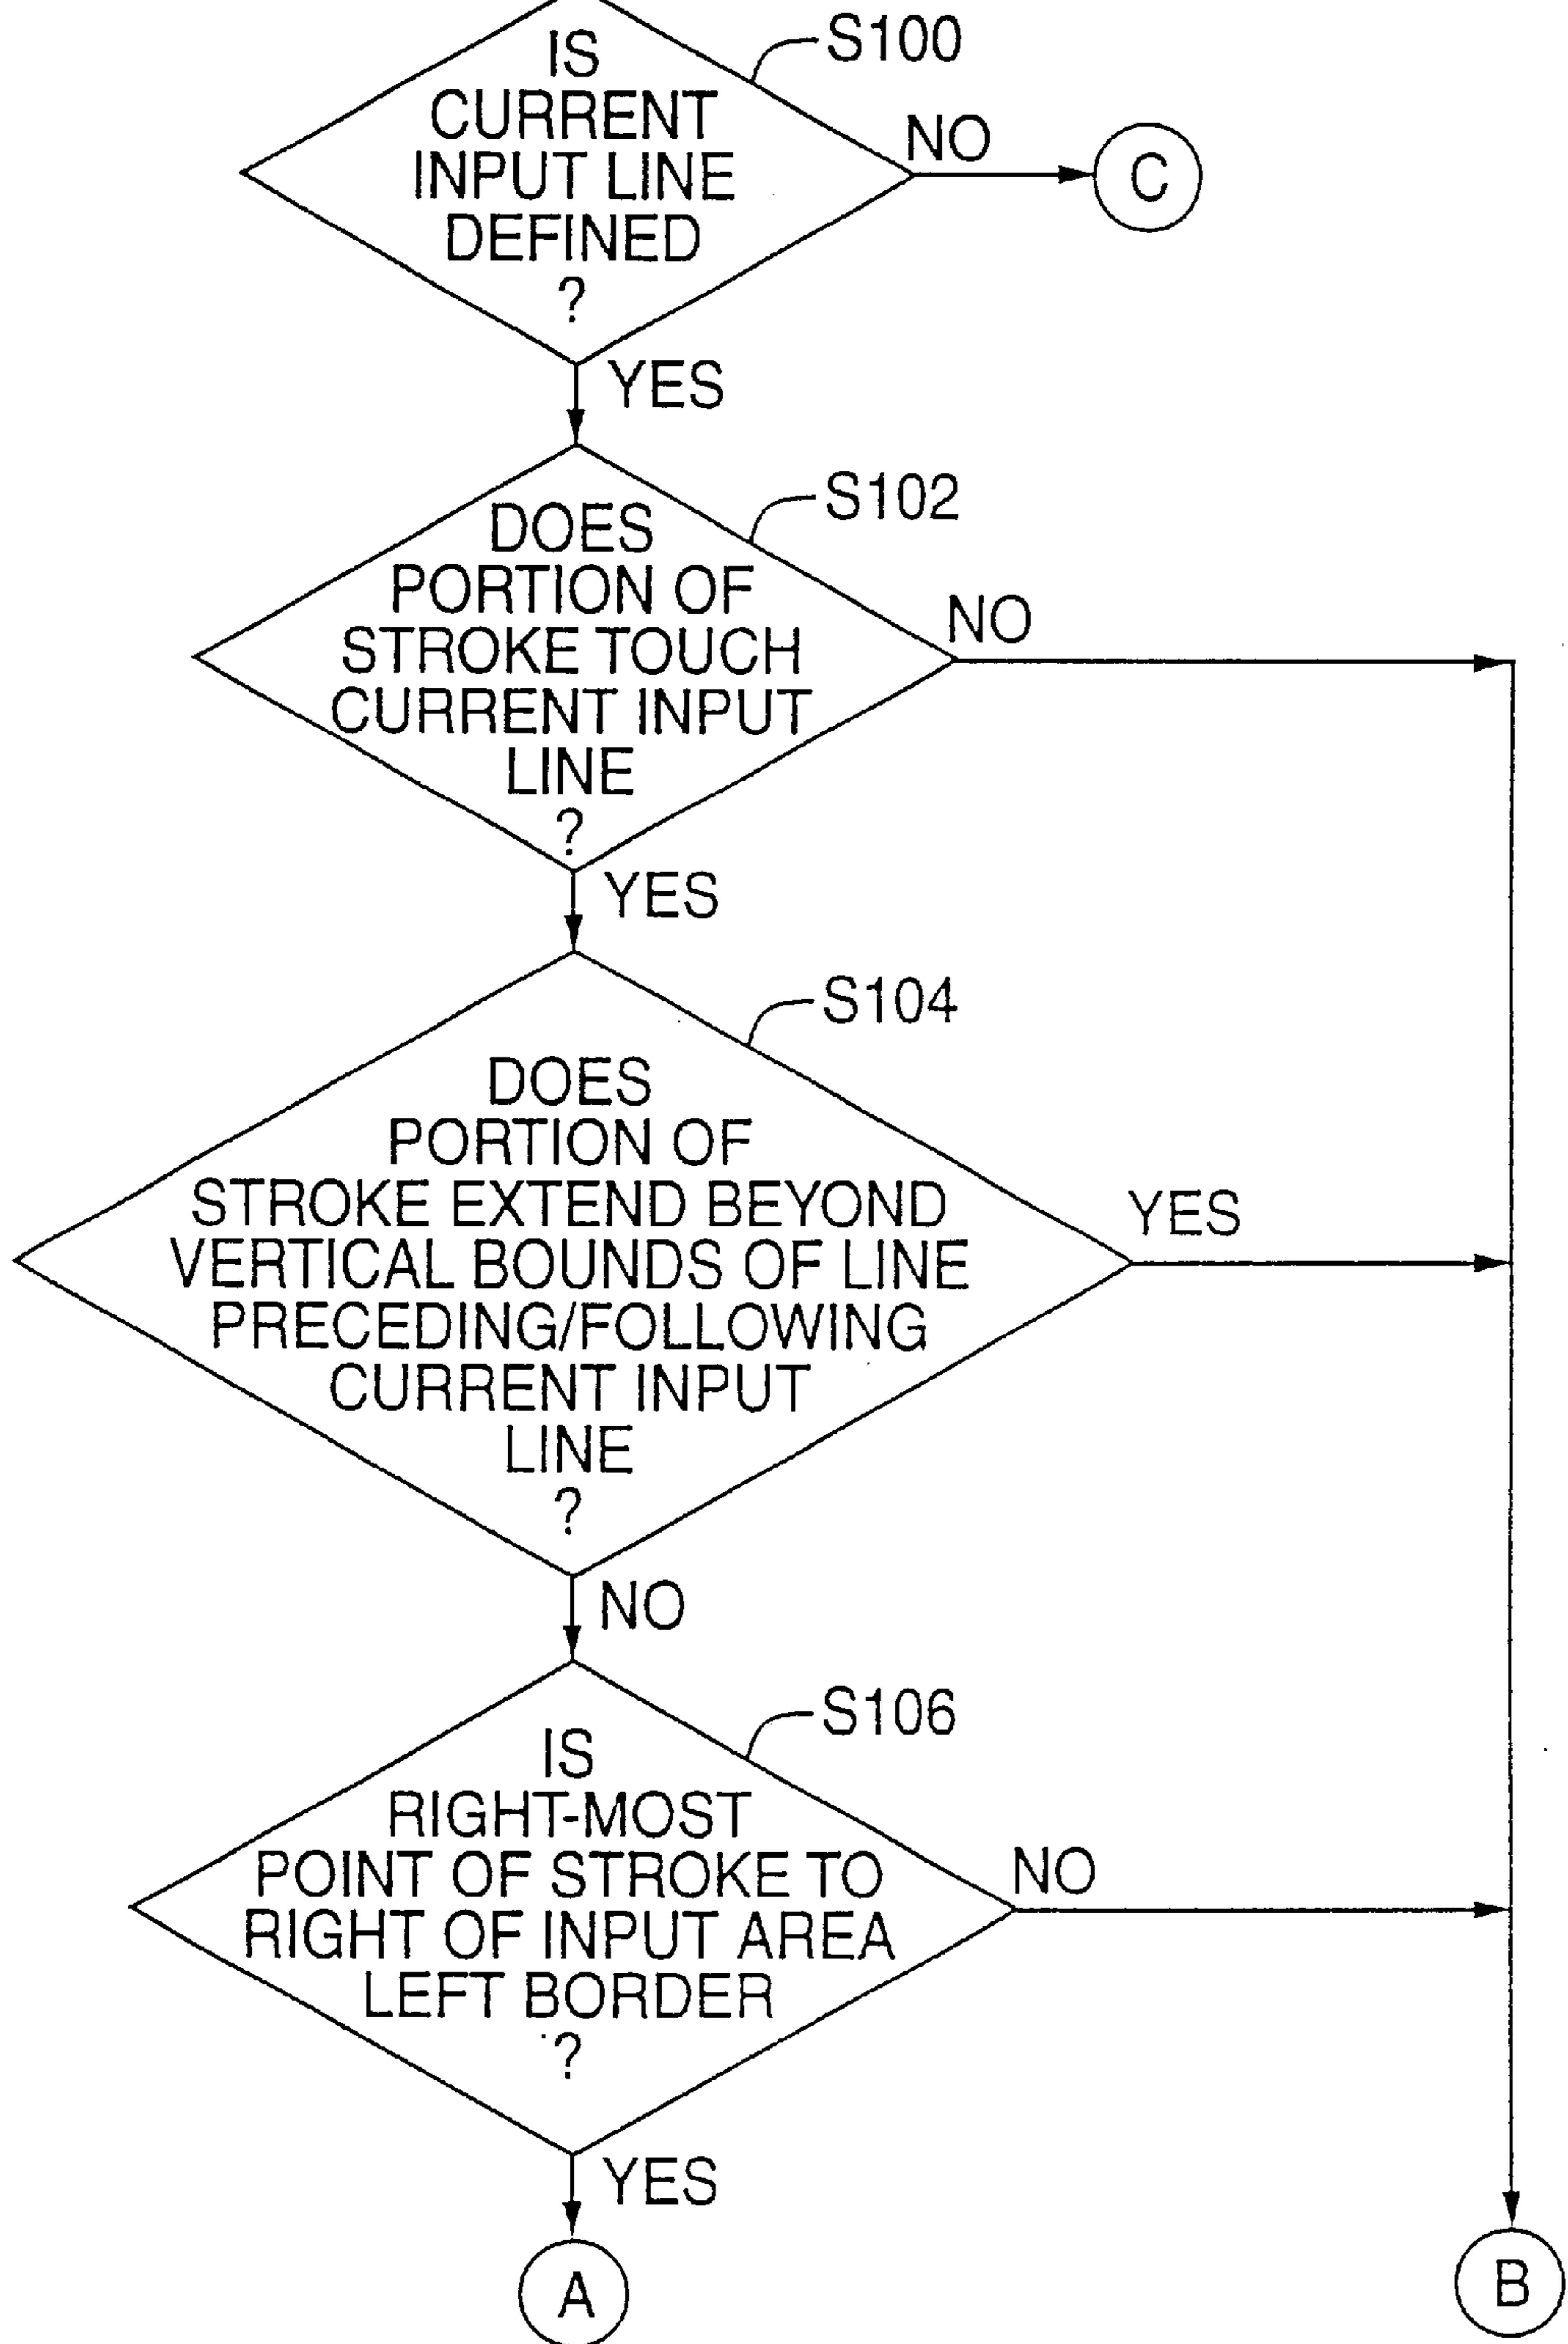 S100
IS
CURRENT
INPUT LINE
DEFINED
?
NO
C
YES
S102
DOES
PORTION OF
STROKE TOUCH
CURRENT INPUT
LINE
?
NO
YES
S104
DOES
PORTION OF
STROKE EXTEND BEYOND
VERTICAL BOUNDS OF LINE
PRECEDING/FOLLOWING
CURRENT INPUT
LINE
?
YES
NO
S106
IS
RIGHT-MOST
POINT OF STROKE TO
RIGHT OF INPUT AREA
LEFT BORDER
?
NO
YES
A
B